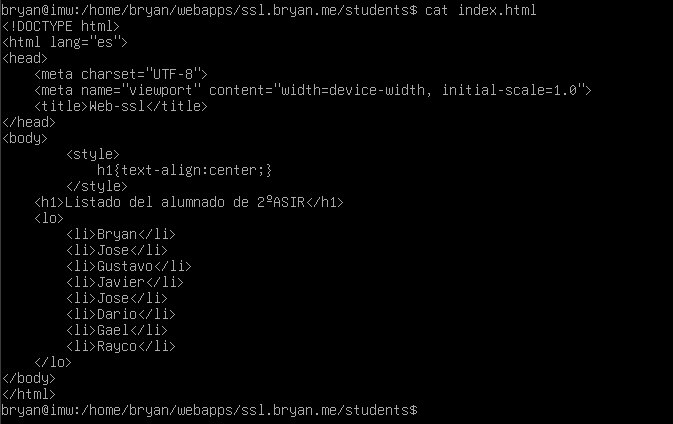 bryan@imw:/home/bryan/webapps/ssl.bryan.me/students$ cat index.html
<!DOCTYPE html>
<html lang="es">
<head>
    <meta charset="UTF-8">
    <meta name="viewport" content="width=device-width, initial-scale=1.0">
    <title>Web-ssl</title>
</head>
<body>
        <style>
            h1{text-align:center;}
        </style>
    <h1>Listado del alumnado de 2ºASIR</h1>
    <lo>
        <li>Bryan</li>
        <li>Jose</li>
        <li>Gustavo</li>
        <li>Javier</li>
        <li>Jose</li>
        <li>Dario</li>
        <li>Gael</li>
        <li>Rayco</li>
    </lo>
</body>
</html>
bryan@imw:/home/bryan/webapps/ssl.bryan.me/students$